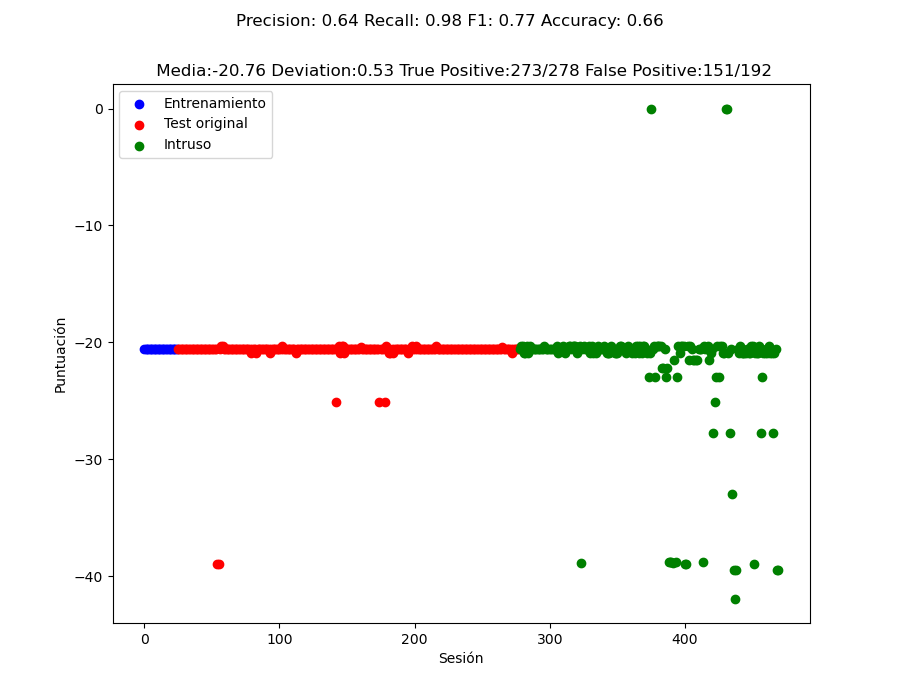 Precision: 0.64 Recall: 0.98 F1: 0.77 Accuracy: 0.66
Media:-20.76 Deviation:0.53 True Positive:273/278 False Positive:151/192
Entrenamiento
Test original
Intruso
0
−10
−20
−30
−40
Puntuación
0 100 200 300 400
Sesión